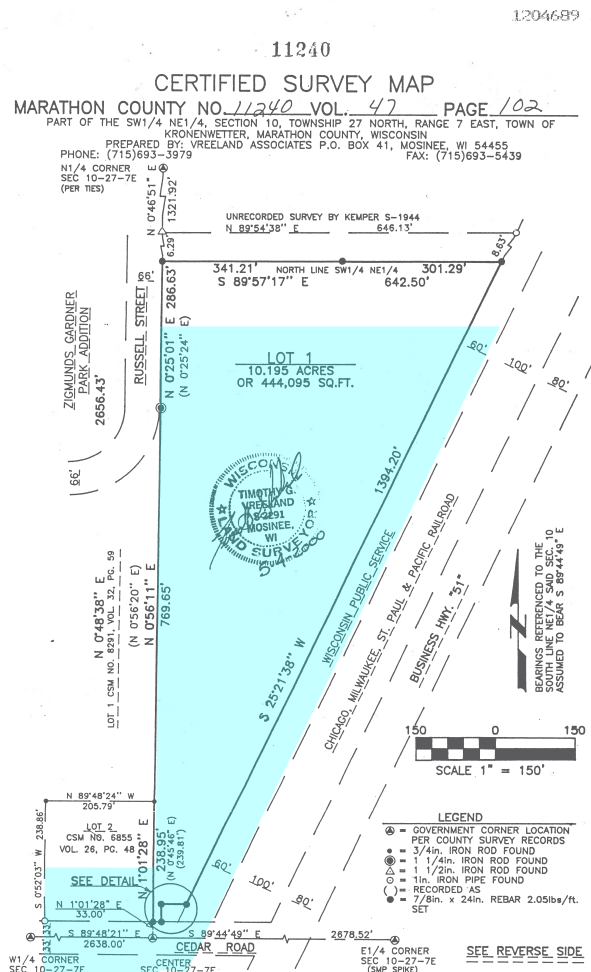 1204689
11240
CERTIFIED SURVEY MAP
MARATHON COUNTY NO. 11240 VOL. 47 PAGE 102
PART OF THE SW1/4 NE1/4, SECTION 10, TOWNSHIP 27 NORTH, RANGE 7 EAST, TOWN OF
KRONENWETTER, MARATHON COUNTY, WISCONSIN
PREPARED BY: VREELAND ASSOCIATES P.O. BOX 41, MOSINEE, WI 54455
PHONE: (715)693-3979
FAX: (715)693-5439
N1/4 CORNER
SEC 10-27-7E
(PER TIES)
N 0°46'51" E
1321.92'
UNRECORDED SURVEY BY KEMPER S-1944
N 89°54'38" E
646.13'
6.29'
8.63'
341.21'
NORTH LINE SW1/4 NE1/4
301.29'
S 89°57'17" E
642.50'
66'
286.63'
N 0°25'01" E
(N 0°25'24" E)
RUSSELL STREET
ZIGMUNDS GARDNER
PARK ADDITION
2656.43'
66'
LOT 1
10.195 ACRES
OR 444,095 SQ.FT.
60'
100'
80'
WISCONSIN
TIMOTHY G.
VREELAND
S-2291
MOSINEE,
WI
LAND SURVEYOR
5-4-2000
1394.20'
S 25°21'38" W
WISCONSIN PUBLIC SERVICE
CHICAGO, MILWAUKEE, ST. PAUL & PACIFIC RAILROAD
BUSINESS HWY. "51"
BEARINGS REFERENCED TO THE
SOUTH LINE NE1/4 SAID SEC. 10
ASSUMED TO BEAR S 89°44'49" E
N
LOT 1 CSM NO. 8291, VOL. 32, PG. 59
N 0°48'38" E
(N 0°56'20" E)
N 0°56'11" E
769.65'
150 0 150
SCALE 1" = 150'
N 89°48'24" W
205.79'
238.86'
S 0°52'03" W
LOT 2
CSM NO. 6855
VOL. 26, PG. 48
N 1°01'28" E
238.95'
(N 0°45'46" E)
(239.81')
SEE DETAIL
N 1°01'28" E
33.00'
33' 33'
60'
100'
80'
LEGEND
= GOVERNMENT CORNER LOCATION
PER COUNTY SURVEY RECORDS
= 3/4in. IRON ROD FOUND
= 1 1/4in. IRON ROD FOUND
= 1 1/2in. IRON ROD FOUND
= 1in. IRON PIPE FOUND
( ) = RECORDED AS
= 7/8in. x 24in. REBAR 2.05lbs/ft.
SET
S 89°48'21" E
2638.00'
S 89°44'49" E
2678.52'
CEDAR ROAD
W1/4 CORNER
SEC 10-27-7E
CENTER
SEC 10-27-7E
E1/4 CORNER
SEC 10-27-7E
(SMP SPIKE)
SEE REVERSE SIDE